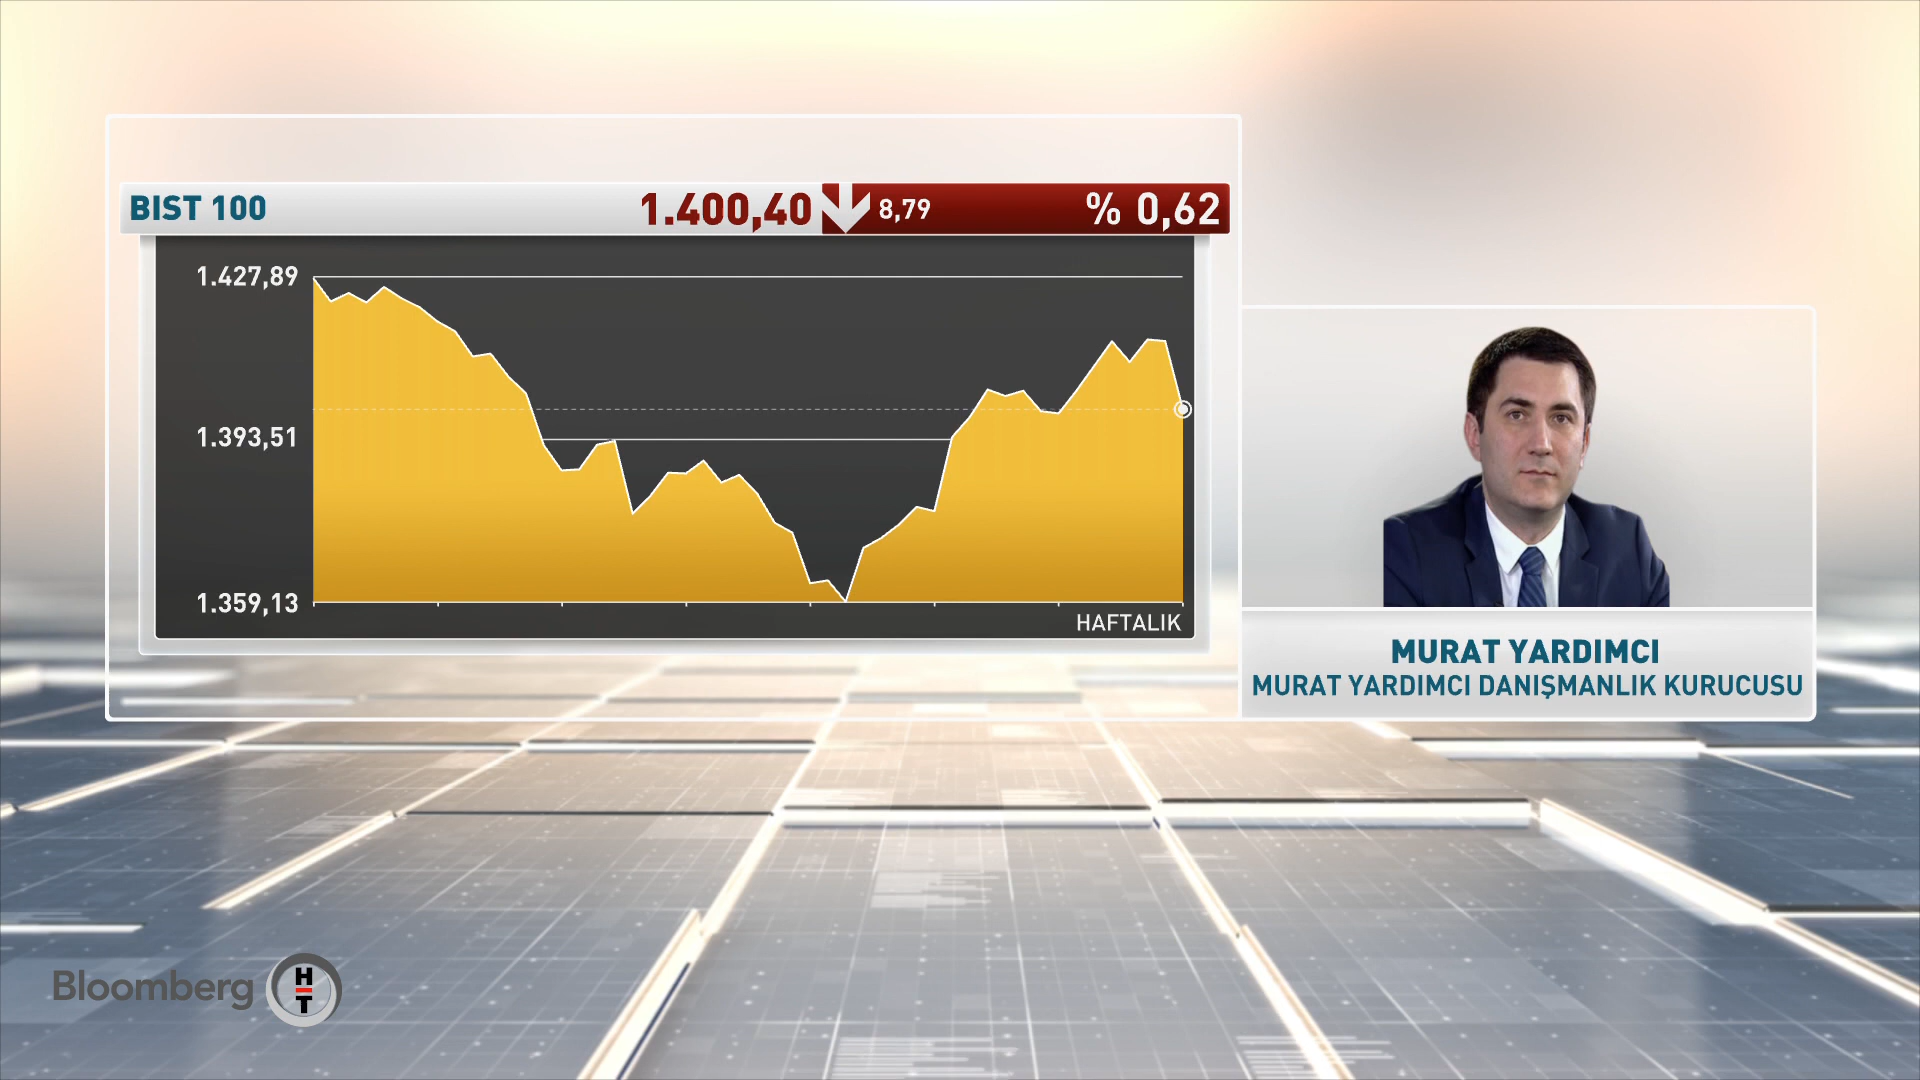 BIST 100 1.400,40 8,79 % 0,62
1.427,89
1.393,51
1.359,13
HAFTALIK
MURAT YARDIMCI
MURAT YARDIMCI DANIŞMANLIK KURUCUSU
Bloomberg HT